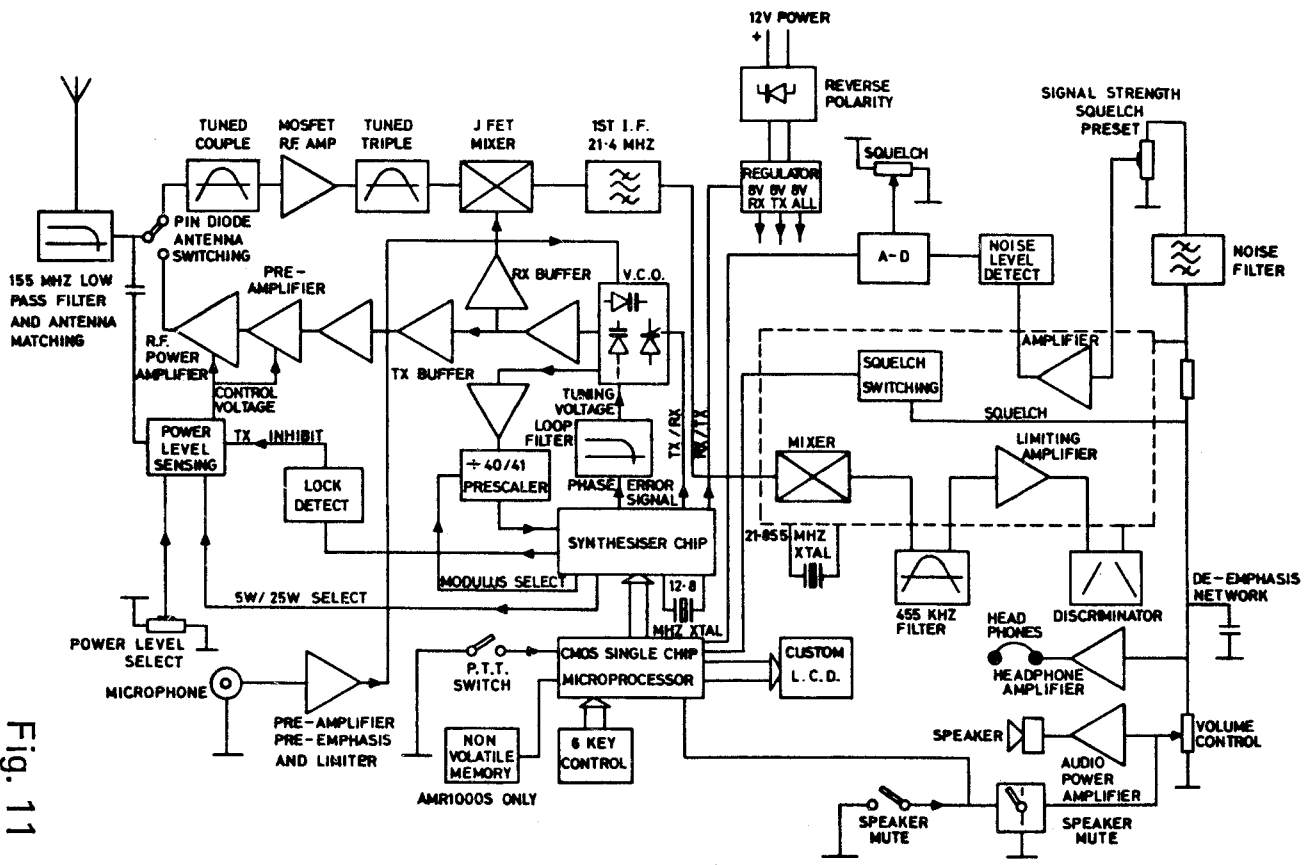 12V POWER
+
REVERSE
POLARITY
SIGNAL STRENGTH
SQUELCH
PRESET
TUNED
COUPLE
MOSFET
R.F. AMP
TUNED
TRIPLE
J FET
MIXER
1ST I.F.
21·4 MHZ
SQUELCH
REGULATOR
8V 8V 8V
RX TX ALL
PIN DIODE
ANTENNA
SWITCHING
A-D
NOISE
LEVEL
DETECT
NOISE
FILTER
155 MHZ LOW
PASS FILTER
AND ANTENNA
MATCHING
PRE-
AMPLIFIER
RX BUFFER
V.C.O.
R.F.
POWER
AMPLIFIER
TX BUFFER
CONTROL
VOLTAGE
TUNING
VOLTAGE
LOOP
FILTER
TX/RX
RX/TX
AMPLIFIER
SQUELCH
SWITCHING
SQUELCH
POWER
LEVEL
SENSING
TX INHIBIT
LOCK
DETECT
÷40/41
PRESCALER
PHASE ERROR
SIGNAL
MIXER
LIMITING
AMPLIFIER
SYNTHESISER CHIP
21·855 MHZ
XTAL
MODULUS SELECT
12·8
MHZ XTAL
455 KHZ
FILTER
DISCRIMINATOR
DE-EMPHASIS
NETWORK
5W/25W SELECT
POWER LEVEL
SELECT
P.T.T.
SWITCH
CMOS SINGLE CHIP
MICROPROCESSOR
CUSTOM
L.C.D.
HEAD
PHONES
HEADPHONE
AMPLIFIER
MICROPHONE
PRE-AMPLIFIER
PRE-EMPHASIS
AND LIMITER
NON
VOLATILE
MEMORY
6 KEY
CONTROL
AMR1000S ONLY
SPEAKER
VOLUME
CONTROL
AUDIO
POWER
AMPLIFIER
SPEAKER
MUTE
SPEAKER
MUTE
Fig. 11